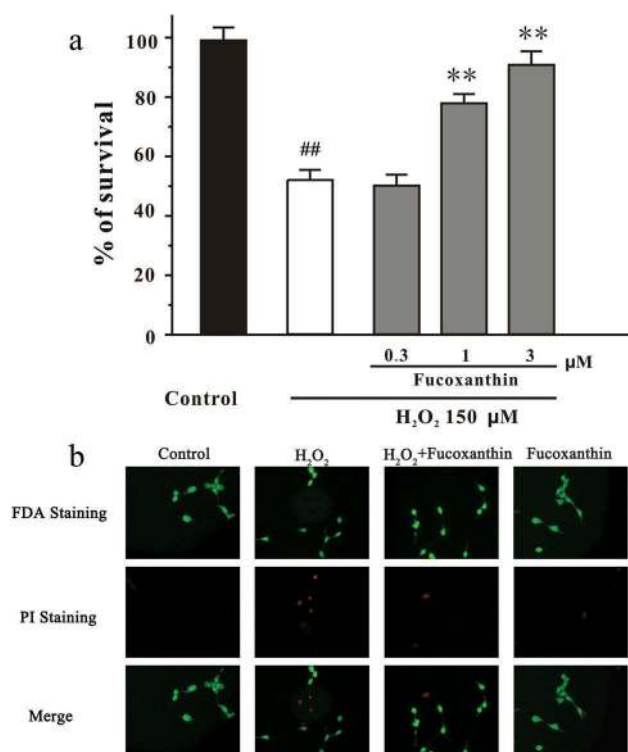 a
% of survival
100
80
60
40
20
0
##
**
**
0.3 1 3 μM
Fucoxanthin
Control
H₂O₂ 150 μM
b
Control H₂O₂ H₂O₂+Fucoxanthin Fucoxanthin
FDA Staining
PI Staining
Merge